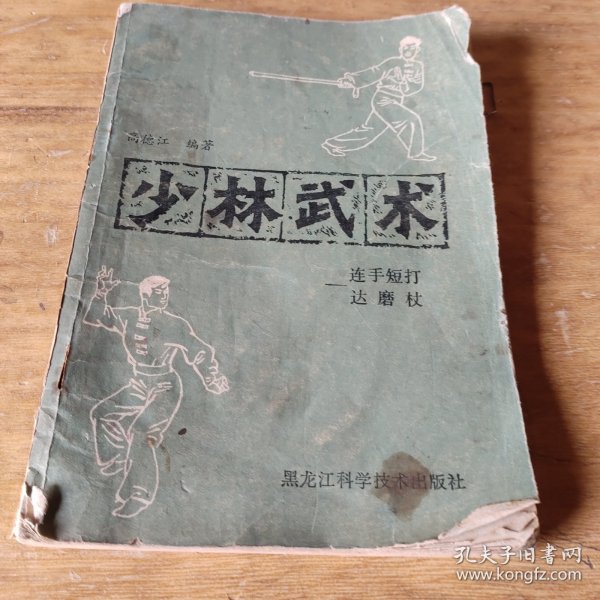 高德江 编著
少林武术
—连手短打
达磨杖
黑龙江科学技术出版社
孔夫子旧书网
www.kongfz.com